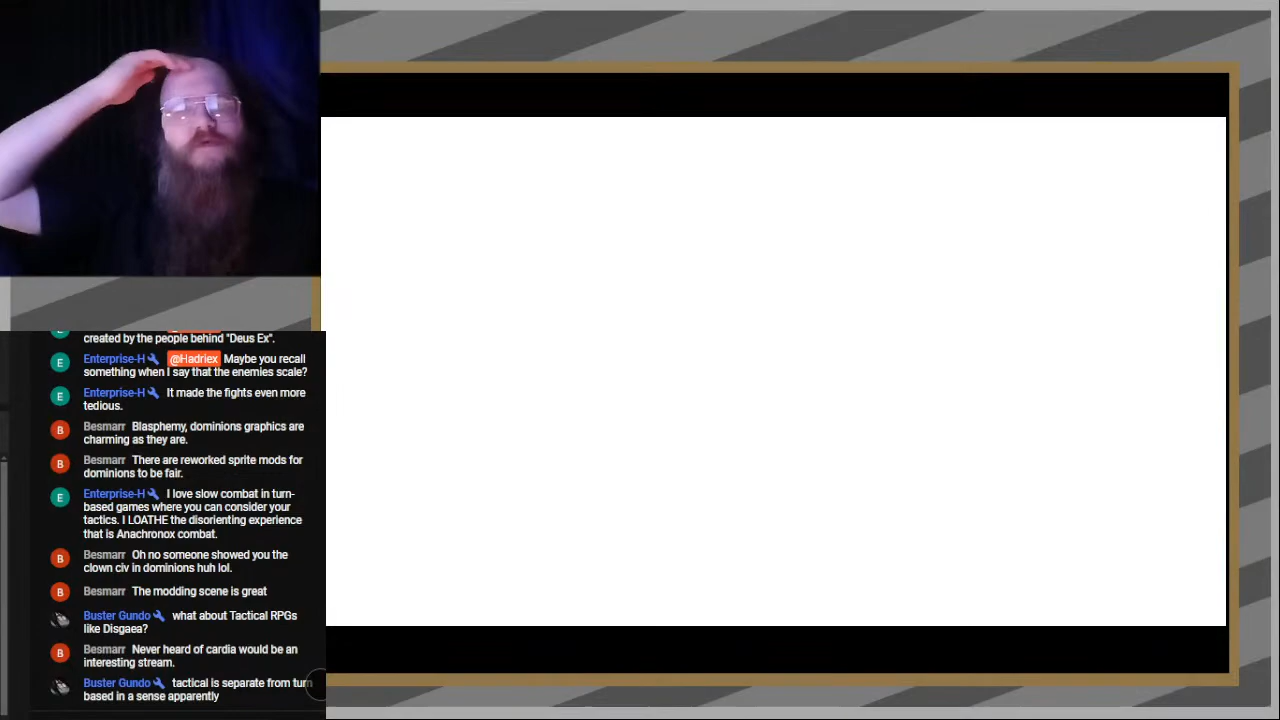 created by the people behind "Deus Ex".
Enterprise-H @Hadriex Maybe you recall
something when I say that the enemies scale?
Enterprise-H It made the fights even more
tedious.
Besmarr Blasphemy, dominions graphics are
charming as they are.
Besmarr There are reworked sprite mods for
dominions to be fair.
Enterprise-H I love slow combat in turn-
based games where you can consider your
tactics. I LOATHE the disorienting experience
that is Anachronox combat.
Besmarr Oh no someone showed you the
clown civ in dominions huh lol.
Besmarr The modding scene is great
Buster Gundo what about Tactical RPGs
like Disgaea?
Besmarr Never heard of cardia would be an
interesting stream.
Buster Gundo tactical is separate from turn
based in a sense apparently